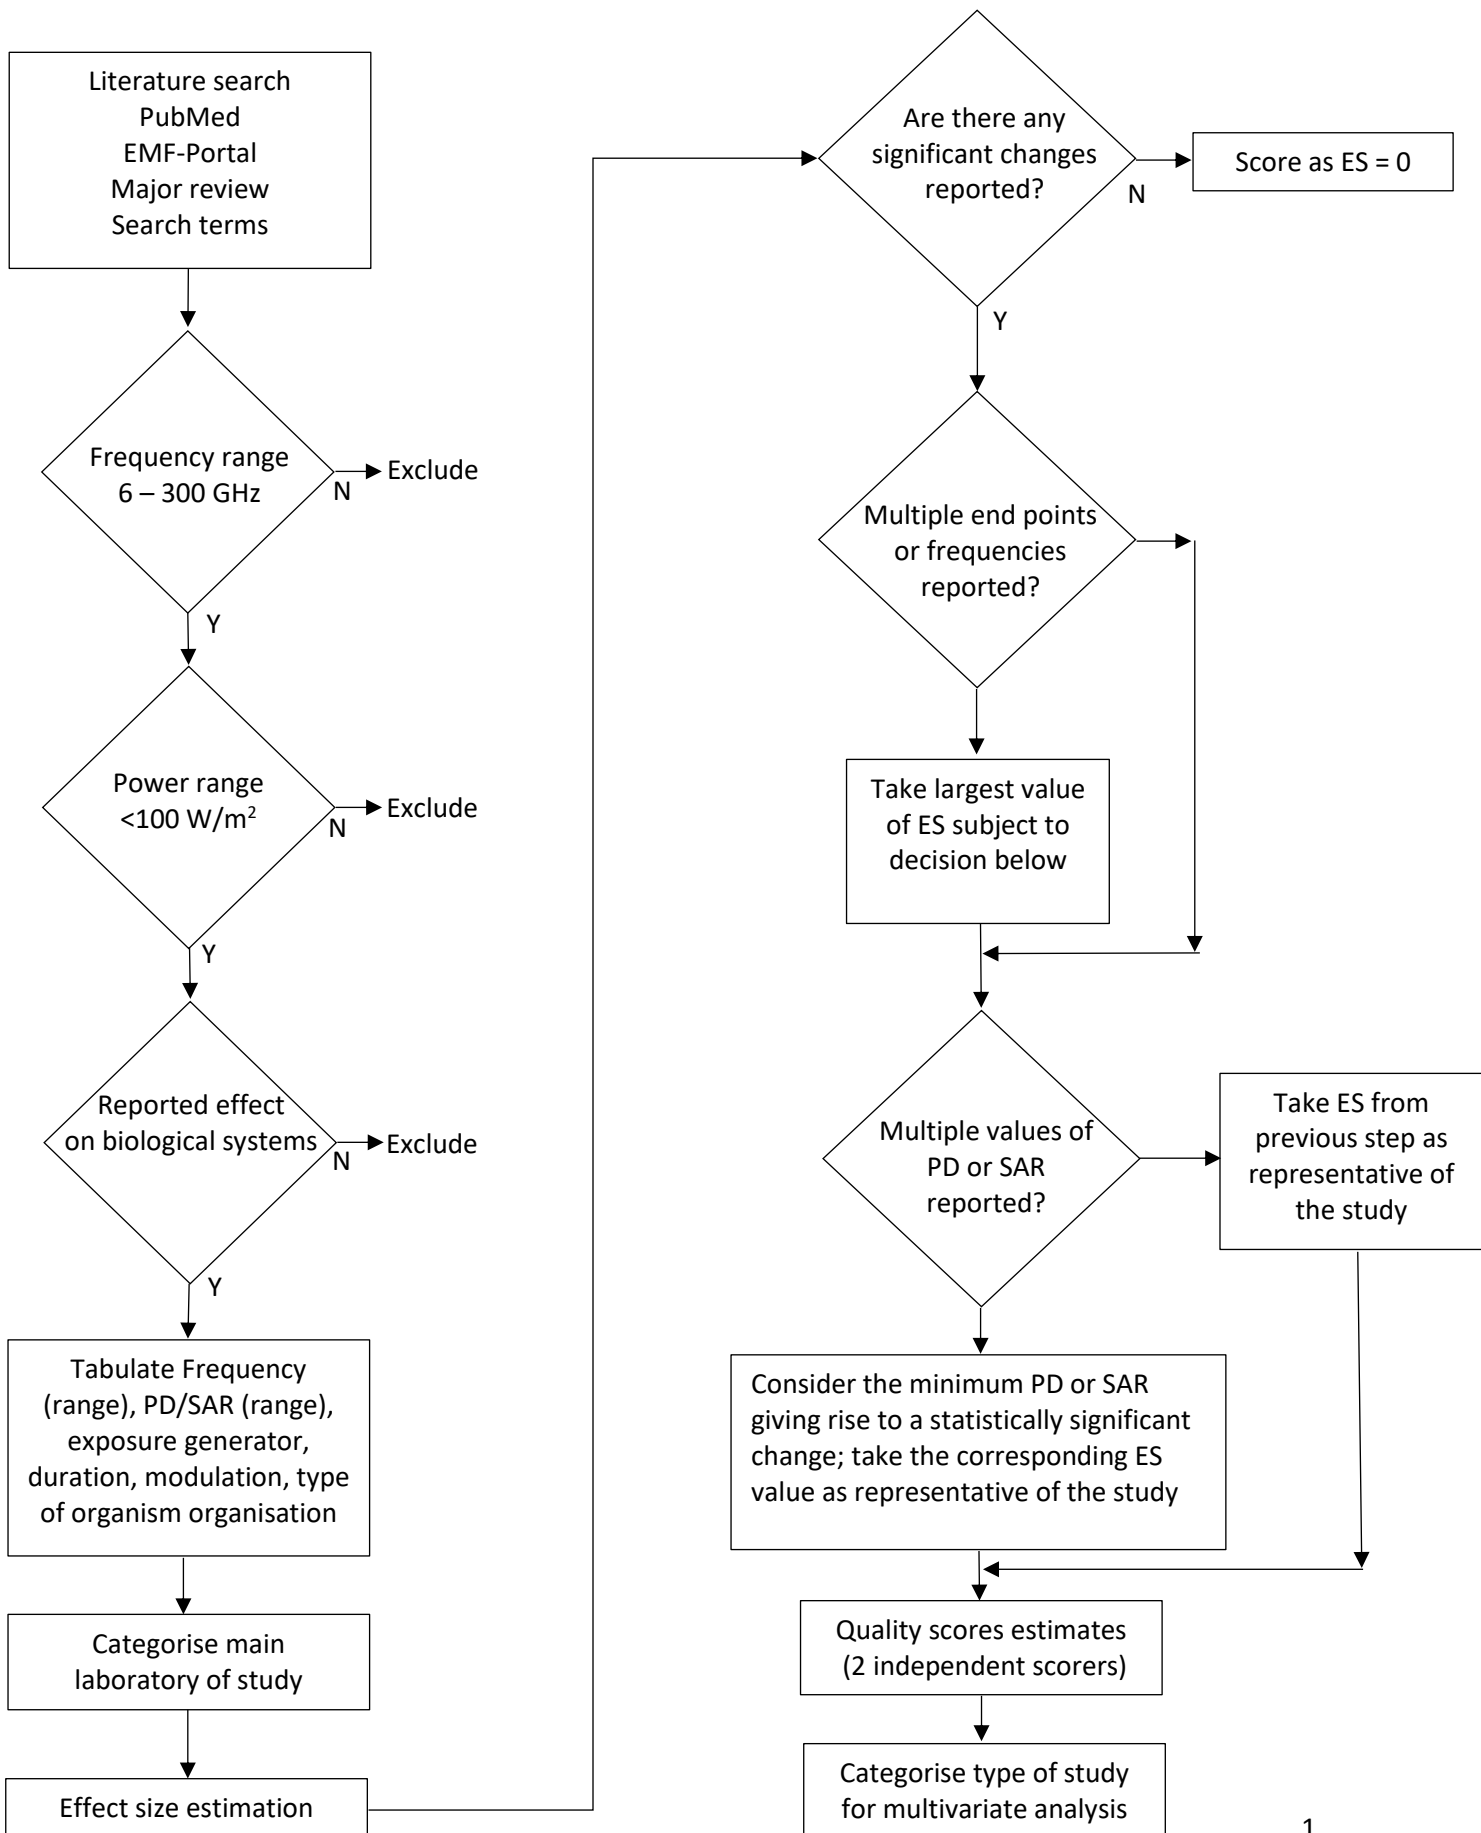 Literature search
PubMed
EMF-Portal
Major review
Search terms
Frequency range
6 – 300 GHz
N
Exclude
Y
Power range
<100 W/m²
N
Exclude
Y
Reported effect
on biological systems
N
Exclude
Y
Tabulate Frequency
(range), PD/SAR (range),
exposure generator,
duration, modulation, type
of organism organisation
Categorise main
laboratory of study
Effect size estimation
Are there any
significant changes
reported?
N
Score as ES = 0
Y
Multiple end points
or frequencies
reported?
Take largest value
of ES subject to
decision below
Multiple values of
PD or SAR
reported?
Take ES from
previous step as
representative of
the study
Consider the minimum PD or SAR
giving rise to a statistically significant
change; take the corresponding ES
value as representative of the study
Quality scores estimates
(2 independent scorers)
Categorise type of study
for multivariate analysis
1